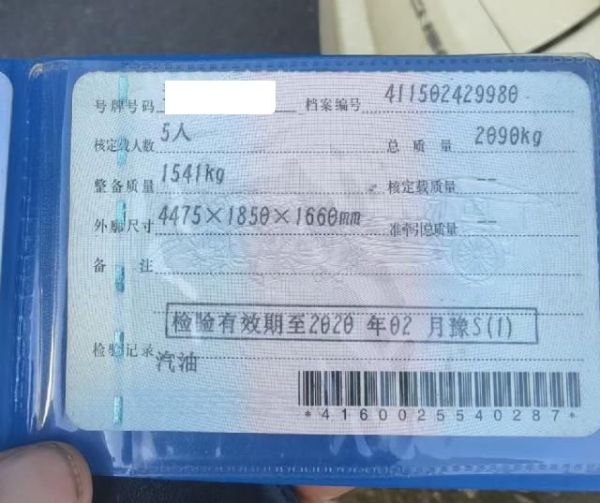 号牌号码 档案编号 411502429980
核定载人数 5人 总质量 2090kg
整备质量 1541kg 核定载质量 --
外廓尺寸 4475×1850×1660mm 准牵引总质量 --
备注
检验有效期至2020 年02 月豫S(1)
检验记录
汽油
*4160025540287*